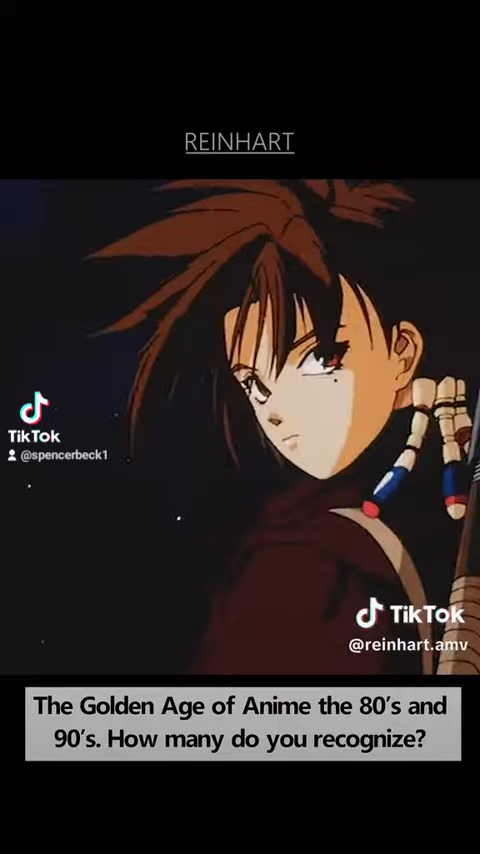 REINHART
TikTok
@spencerbeck1
TikTok
@reinhart.amv
The Golden Age of Anime the 80's and
90's. How many do you recognize?